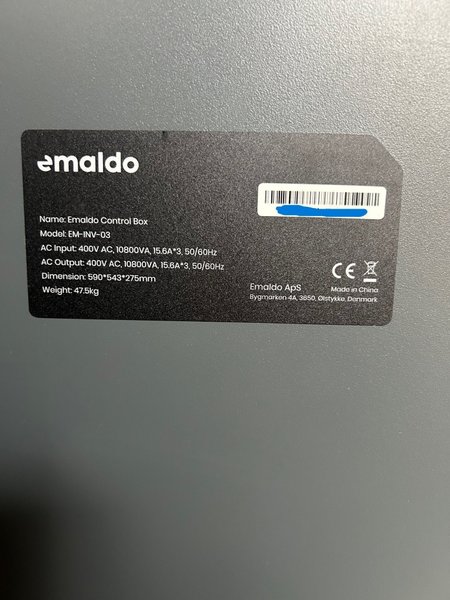 emaldo
Name: Emaldo Control Box
Model: EM-INV-03
AC Input: 400V AC, 10800VA, 15.6A*3, 50/60Hz
AC Output: 400V AC, 10800VA, 15.6A*3, 50/60Hz
Dimension: 590*543*275mm
Weight: 47.5kg
CE
Emaldo ApS
Made in China
Bygmarken 4A, 3650, Ølstykke, Denmark